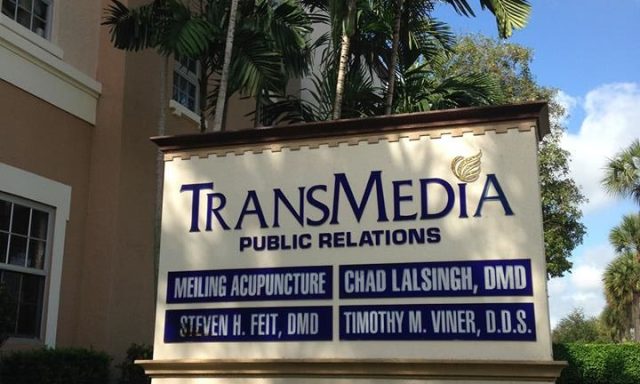 TRANSMEDIA
PUBLIC RELATIONS
MEILING ACUPUNCTURE
CHAD LALSINGH, DMD
STEVEN H. FEIT, DMD
TIMOTHY M. VINER, D.D.S.